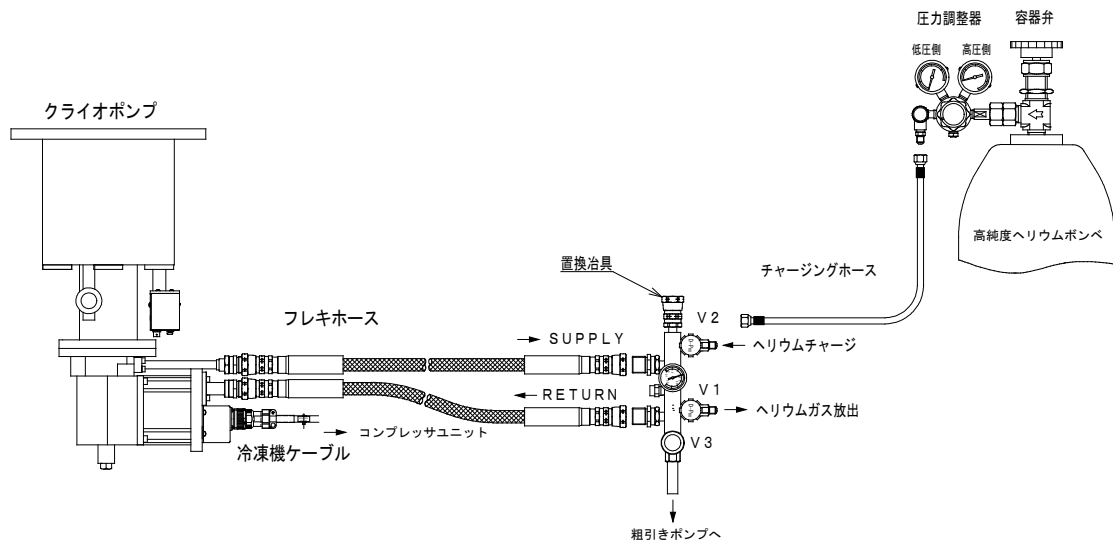 圧力調整器
容器弁
低圧側
高圧側
クライオポンプ
高純度ヘリウムボンベ
置換冶具
チャージングホース
フレキホース
V2
SUPPLY
ヘリウムチャージ
RETURN
V1
ヘリウムガス放出
コンプレッサユニット
冷凍機ケーブル
V3
粗引きポンプへ